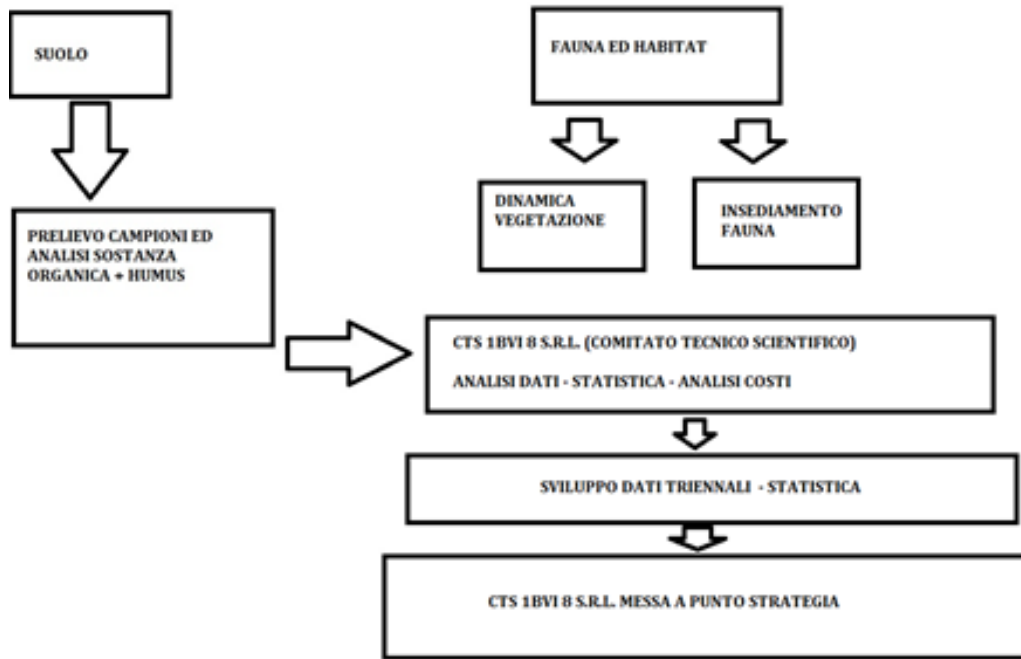 SUOLO
FAUNA ED HABITAT
PRELIEVO CAMPIONI ED
ANALISI SOSTANZA
ORGANICA + HUMUS
DINAMICA
VEGETAZIONE
INSEDIAMENTO
FAUNA
CTS 1BVI 8 S.R.L. (COMITATO TECNICO SCIENTIFICO)
ANALISI DATI - STATISTICA - ANALISI COSTI
SVILUPPO DATI TRIENNALI - STATISTICA
CTS 1BVI 8 S.R.L. MESSA A PUNTO STRATEGIA